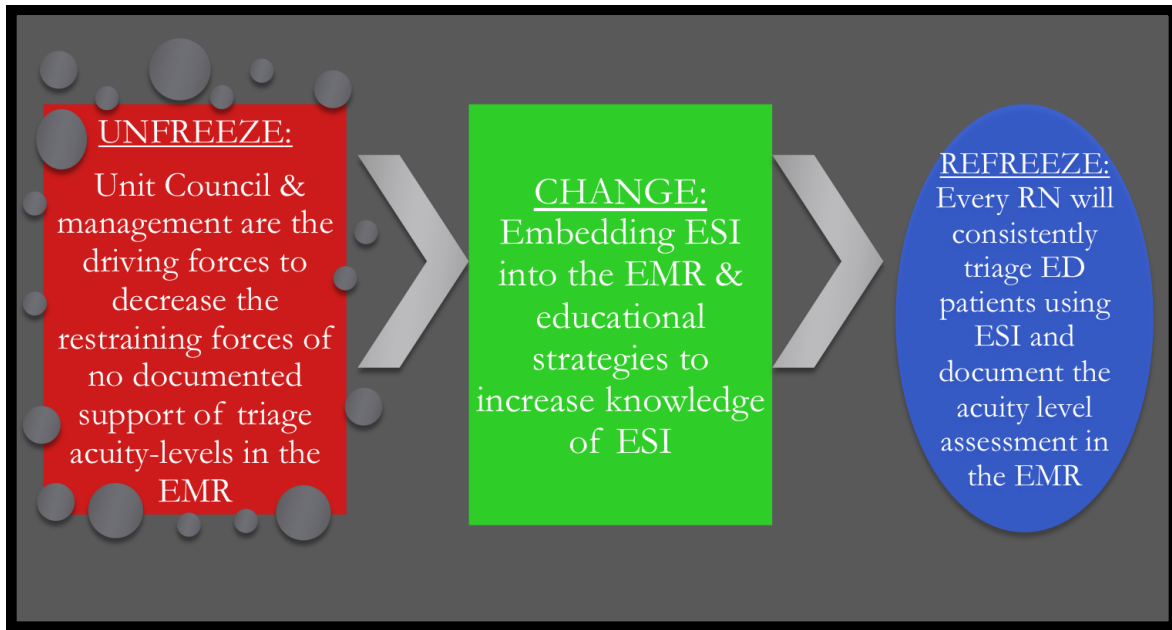 UNFREEZE:
Unit Council &
management are the
driving forces to
decrease the
restraining forces of
no documented
support of triage
acuity-levels in the
EMR
CHANGE:
Embedding ESI
into the EMR &
educational
strategies to
increase knowledge
of ESI
REFREEZE:
Every RN will
consistently
triage ED
patients using
ESI and
document the
acuity level
assessment in
the EMR